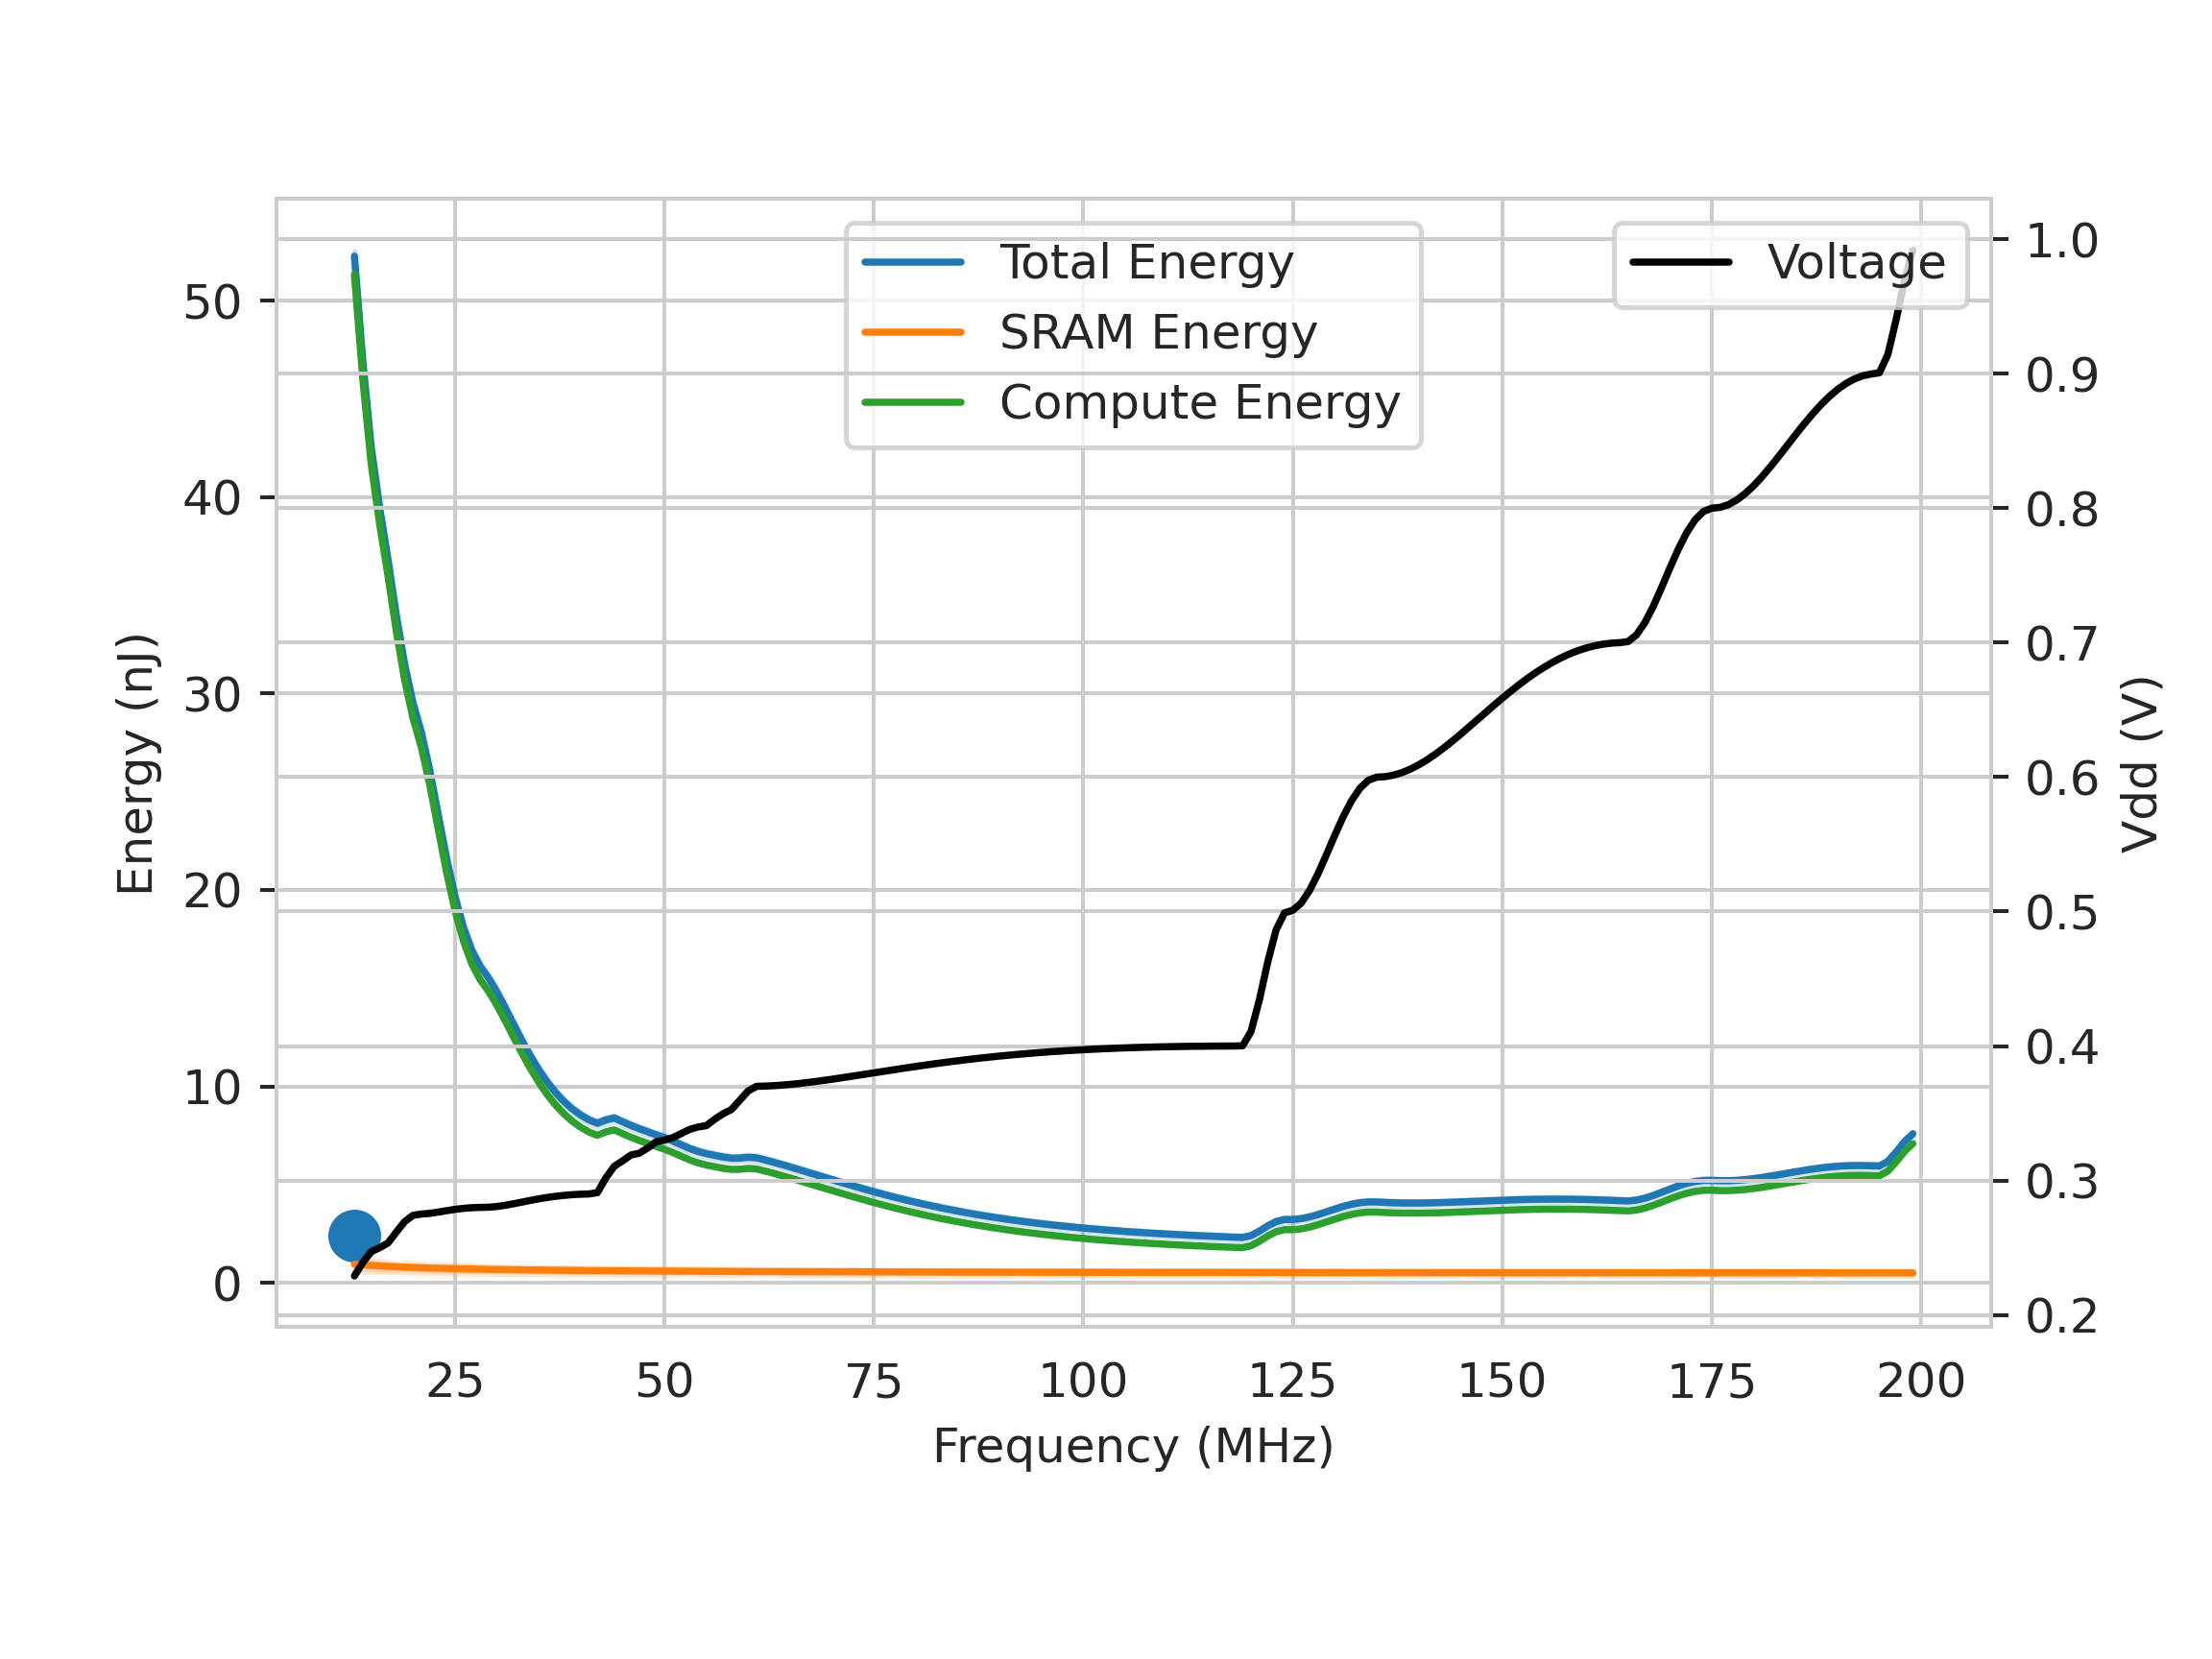 Total Energy
SRAM Energy
Compute Energy
Voltage
50
40
30
20
10
0
Energy (nJ)
1.0
0.9
0.8
0.7
0.6
0.5
0.4
0.3
0.2
Vdd (V)
25 50 75 100 125 150 175 200
Frequency (MHz)